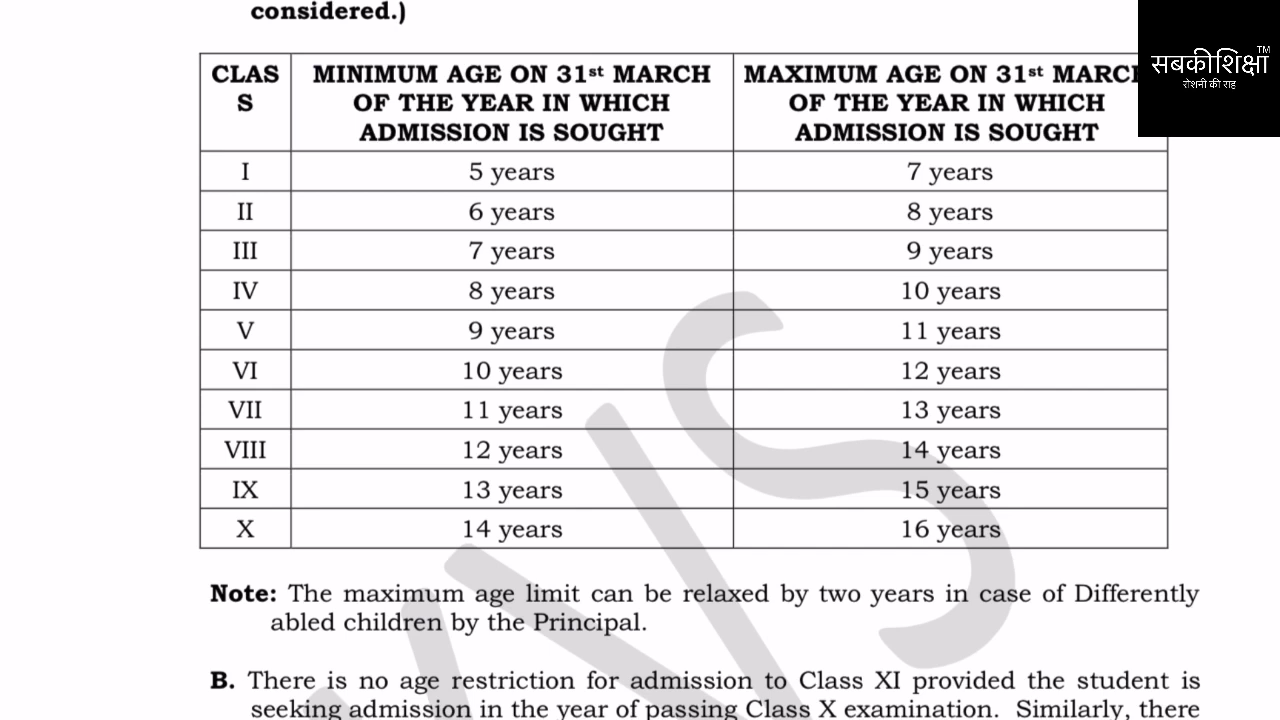 considered.)
सबकीशिक्षा TM
रोशनी की राह
CLAS MINIMUM AGE ON 31st MARCH MAXIMUM AGE ON 31st MARC
S OF THE YEAR IN WHICH OF THE YEAR IN WHICH
ADMISSION IS SOUGHT ADMISSION IS SOUGHT
I 5 years 7 years
II 6 years 8 years
III 7 years 9 years
IV 8 years 10 years
V 9 years 11 years
VI 10 years 12 years
VII 11 years 13 years
VIII 12 years 14 years
IX 13 years 15 years
X 14 years 16 years
Note: The maximum age limit can be relaxed by two years in case of Differently
abled children by the Principal.
B. There is no age restriction for admission to Class XI provided the student is
seeking admission in the year of passing Class X examination. Similarly, there